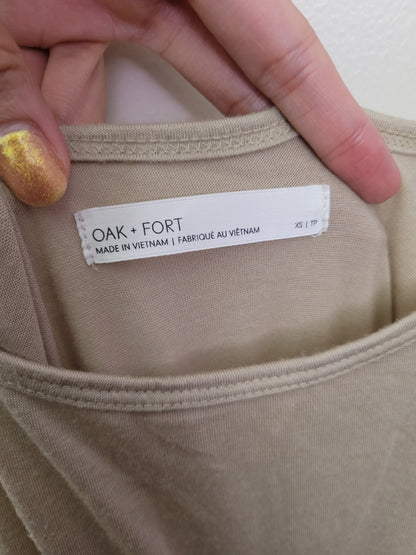 OAK + FORT
MADE IN VIETNAM | FABRIQUÉ AU VIÊTNAM XS | TP